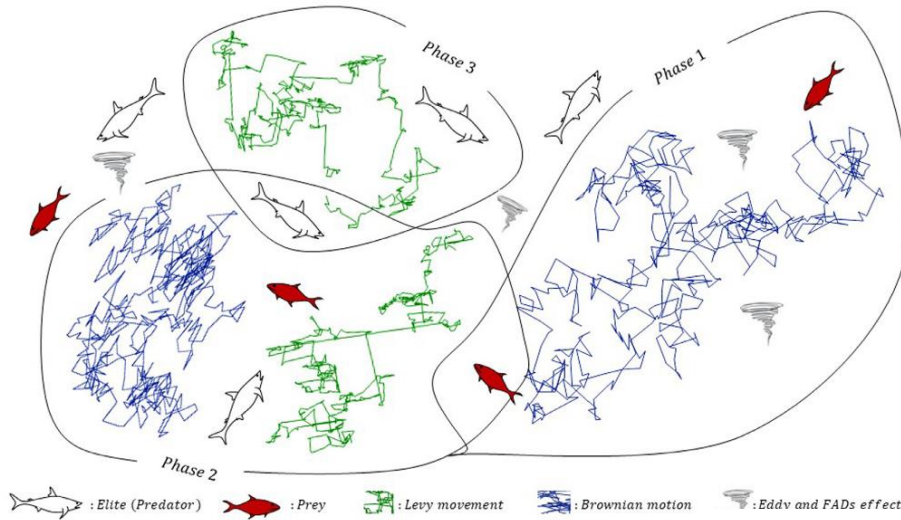 Phase 3
Phase 1
Phase 2
: Elite (Predator)
: Prey
: Levy movement
: Brownian motion
: Eddy and FADs effect